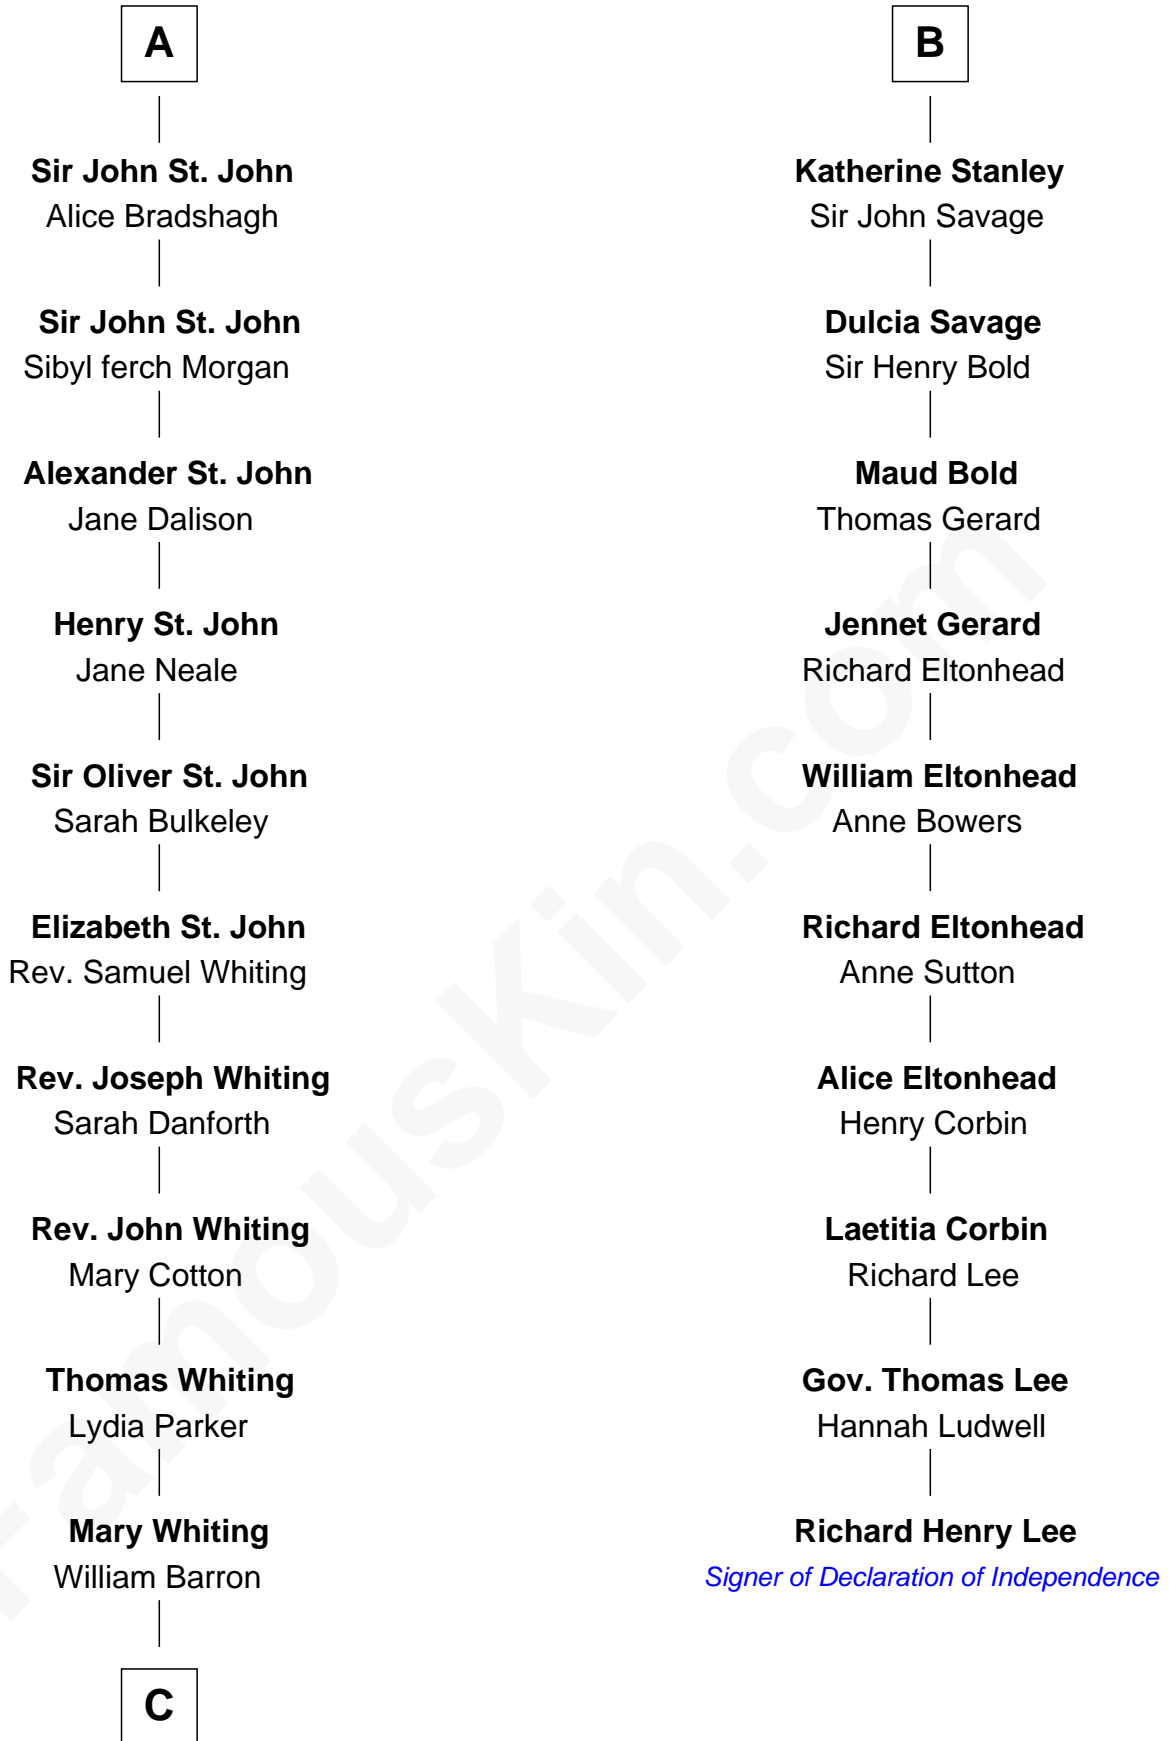 A
Sir John St. John
Alice Bradshagh
Sir John St. John
Sibyl ferch Morgan
Alexander St. John
Jane Dalison
Henry St. John
Jane Neale
Sir Oliver St. John
Sarah Bulkeley
Elizabeth St. John
Rev. Samuel Whiting
Rev. Joseph Whiting
Sarah Danforth
Rev. John Whiting
Mary Cotton
Thomas Whiting
Lydia Parker
Mary Whiting
William Barron
C
B
Katherine Stanley
Sir John Savage
Dulcia Savage
Sir Henry Bold
Maud Bold
Thomas Gerard
Jennet Gerard
Richard Eltonhead
William Eltonhead
Anne Bowers
Richard Eltonhead
Anne Sutton
Alice Eltonhead
Henry Corbin
Laetitia Corbin
Richard Lee
Gov. Thomas Lee
Hannah Ludwell
Richard Henry Lee
Signer of Declaration of Independence
FamousKin.com